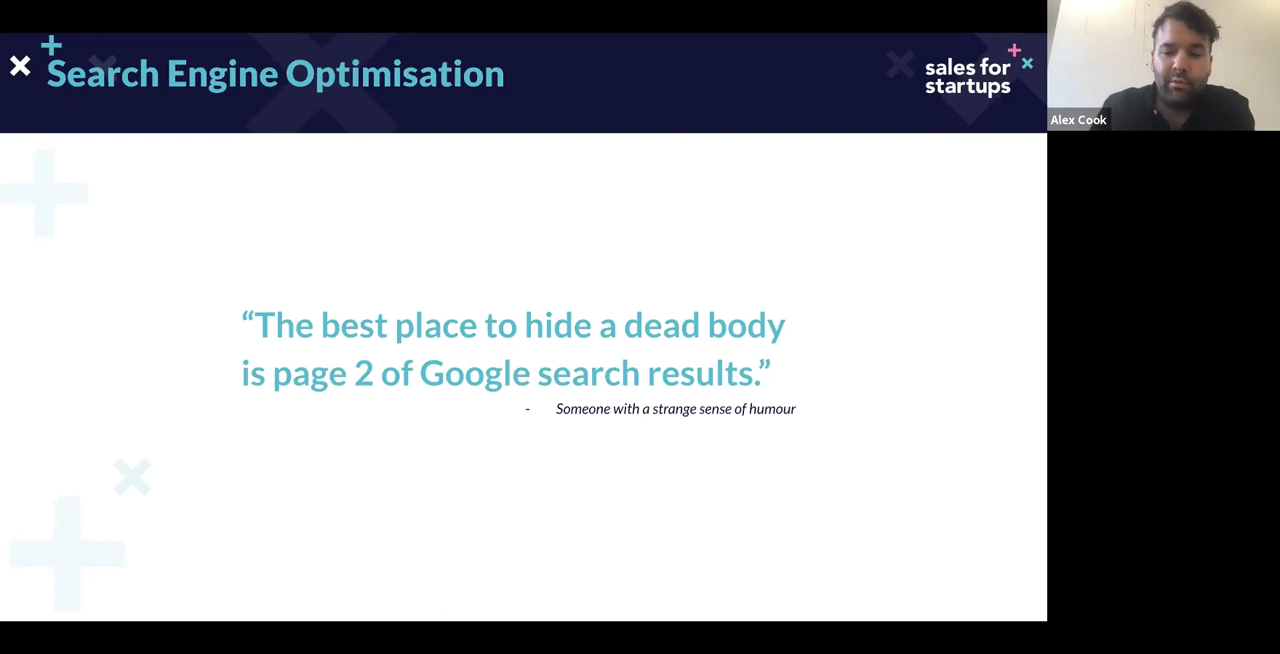 Search Engine Optimisation
sales for
startups
Alex Cook
“The best place to hide a dead body
is page 2 of Google search results.”
- Someone with a strange sense of humour